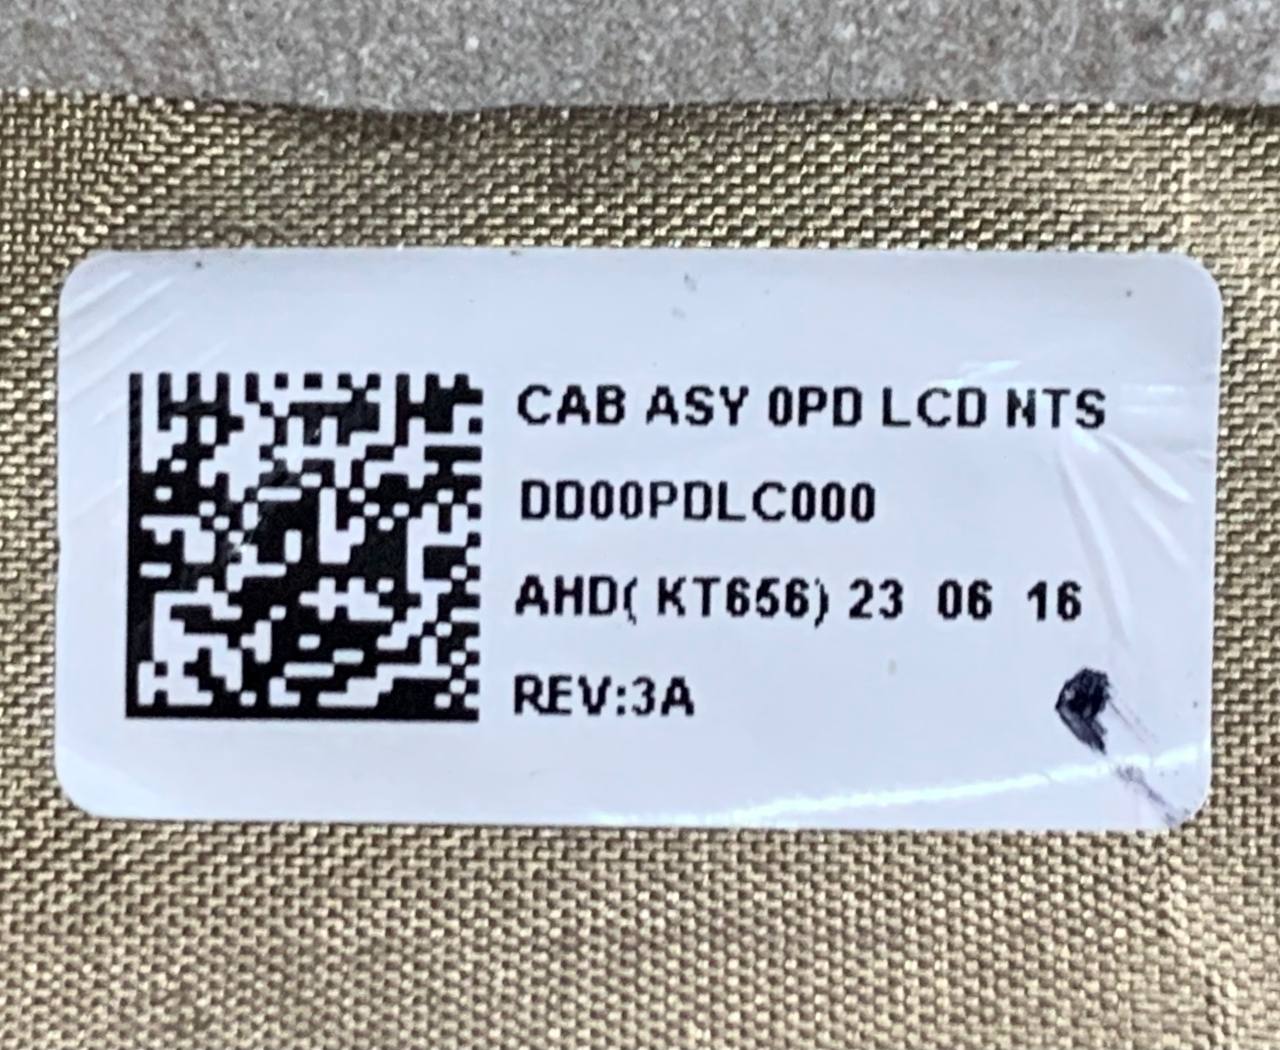 CAB ASY 0PD LCD NTS
DD00PDLC000
AHD( KT656) 23 06 16
REV:3A